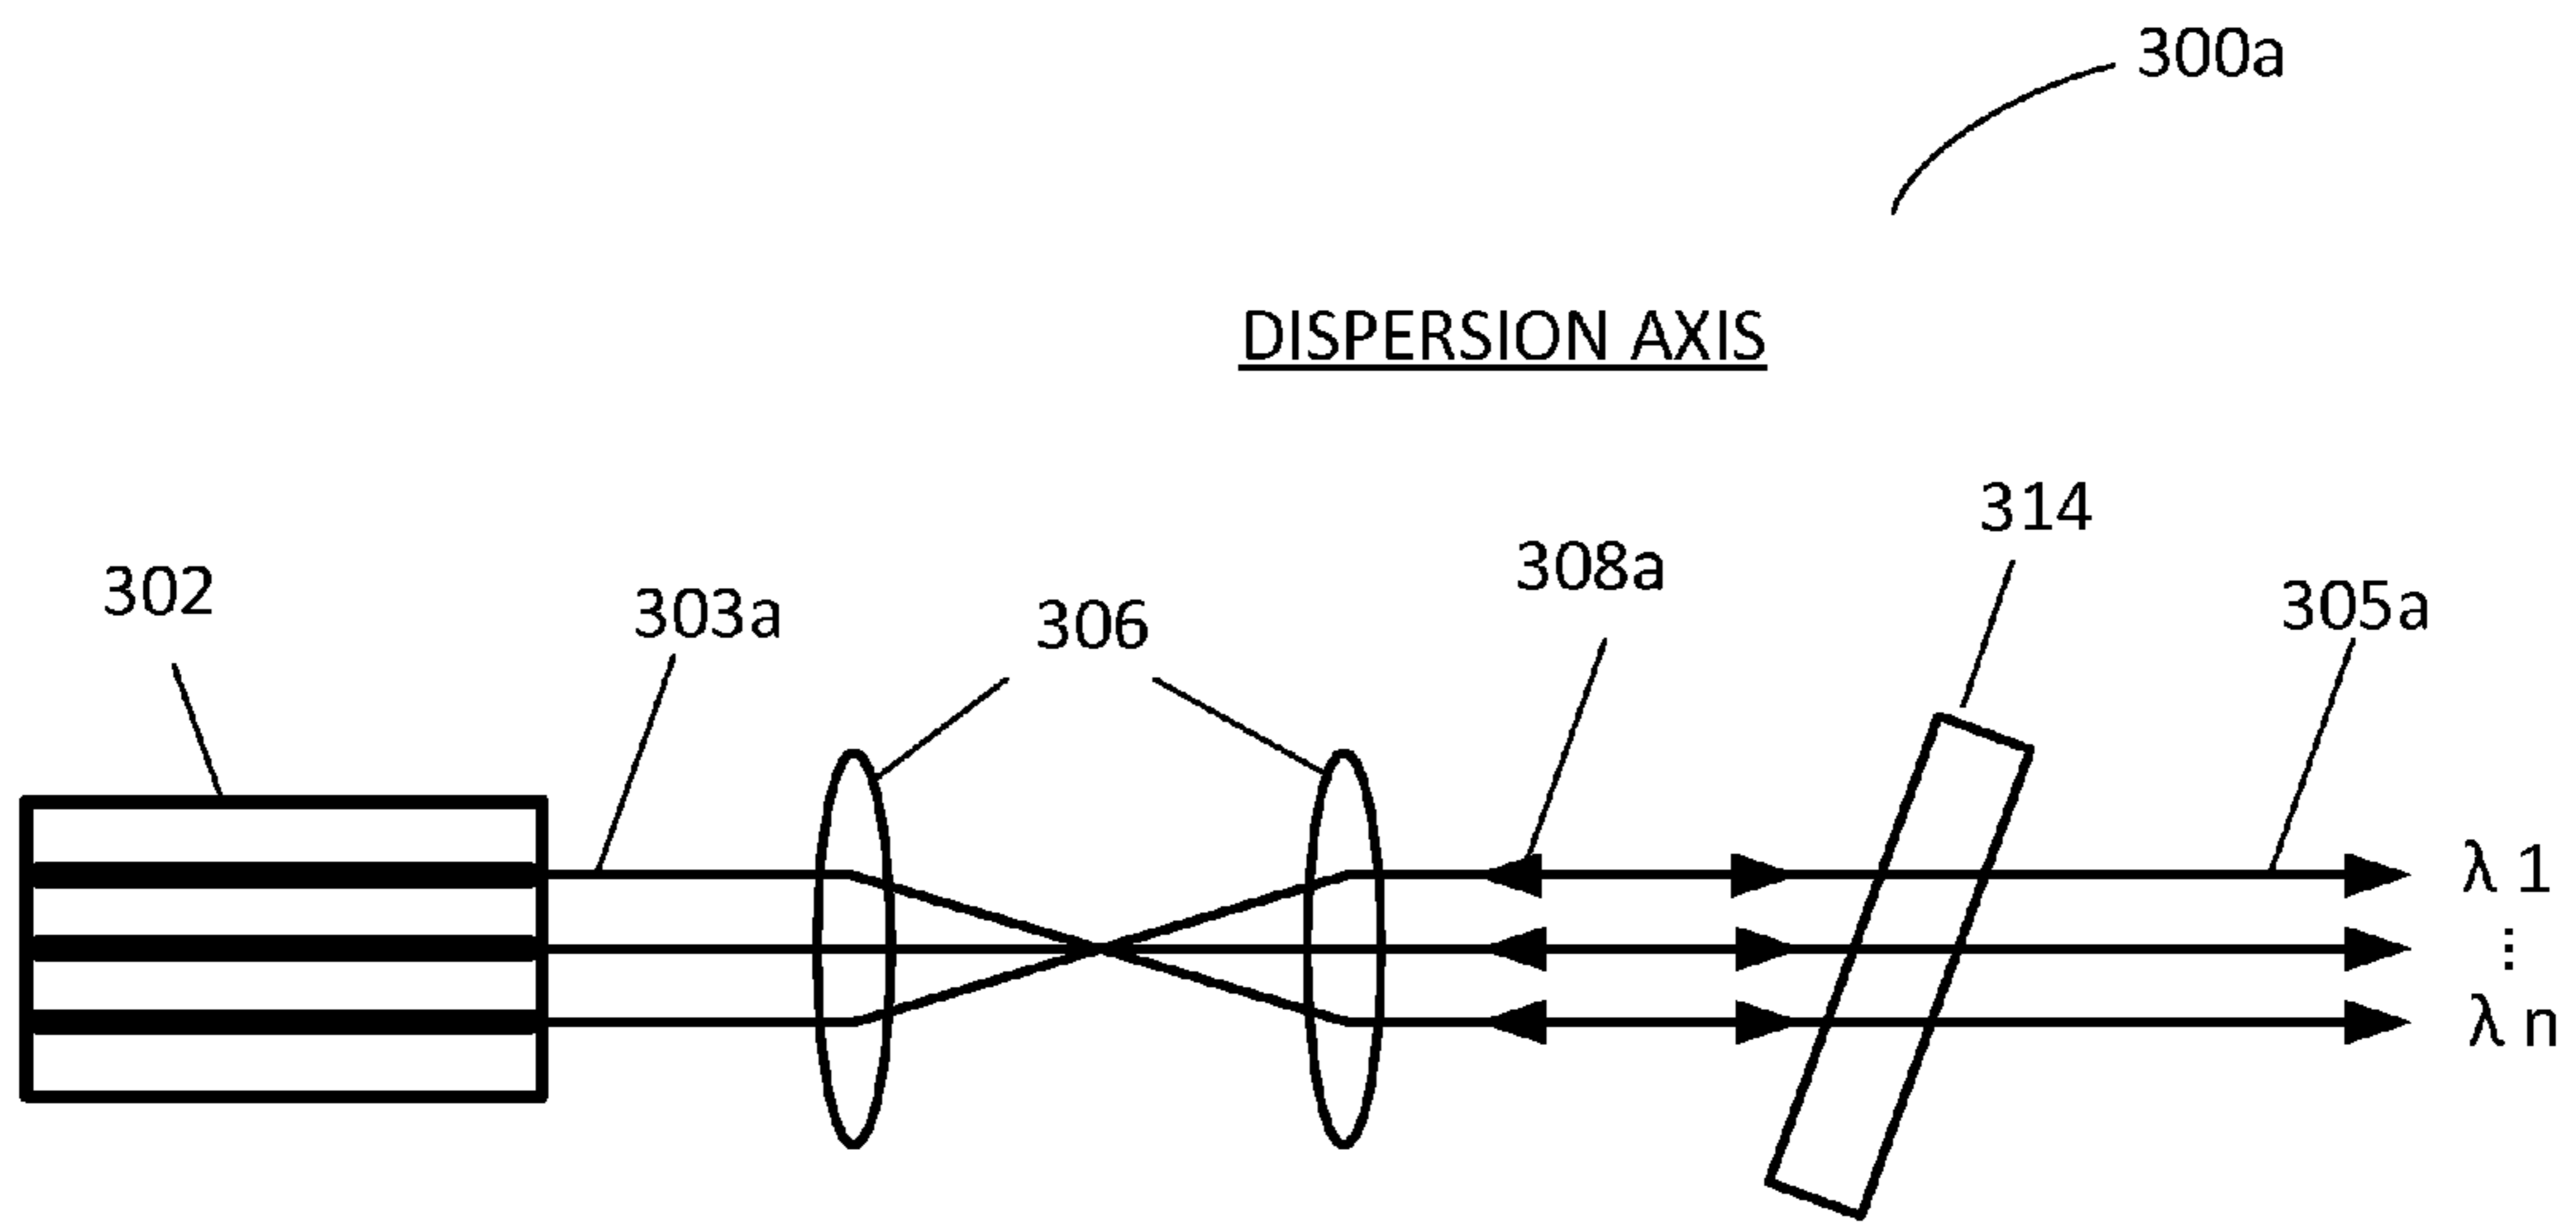 300a
DISPERSION AXIS
314
308a
302
305a
303a
306
λ 1
⋮
λ n